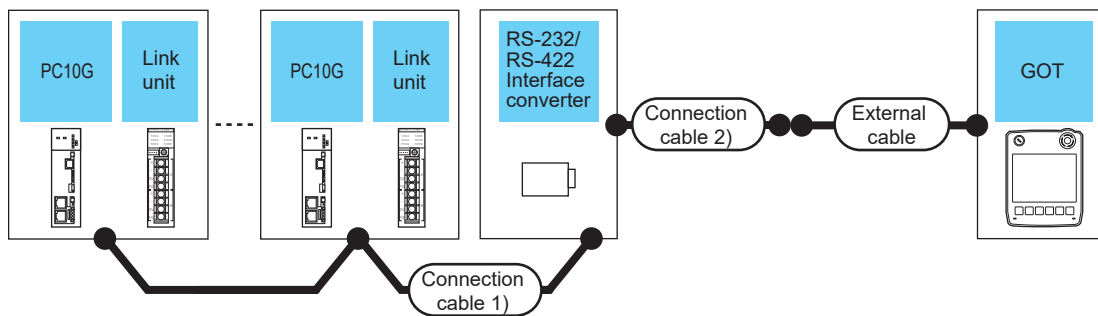 PC10G
Link
unit
PC10G
Link
unit
RS-232/
RS-422
Interface
converter
Connection
cable 2)
External
cable
GOT
Connection
cable 1)